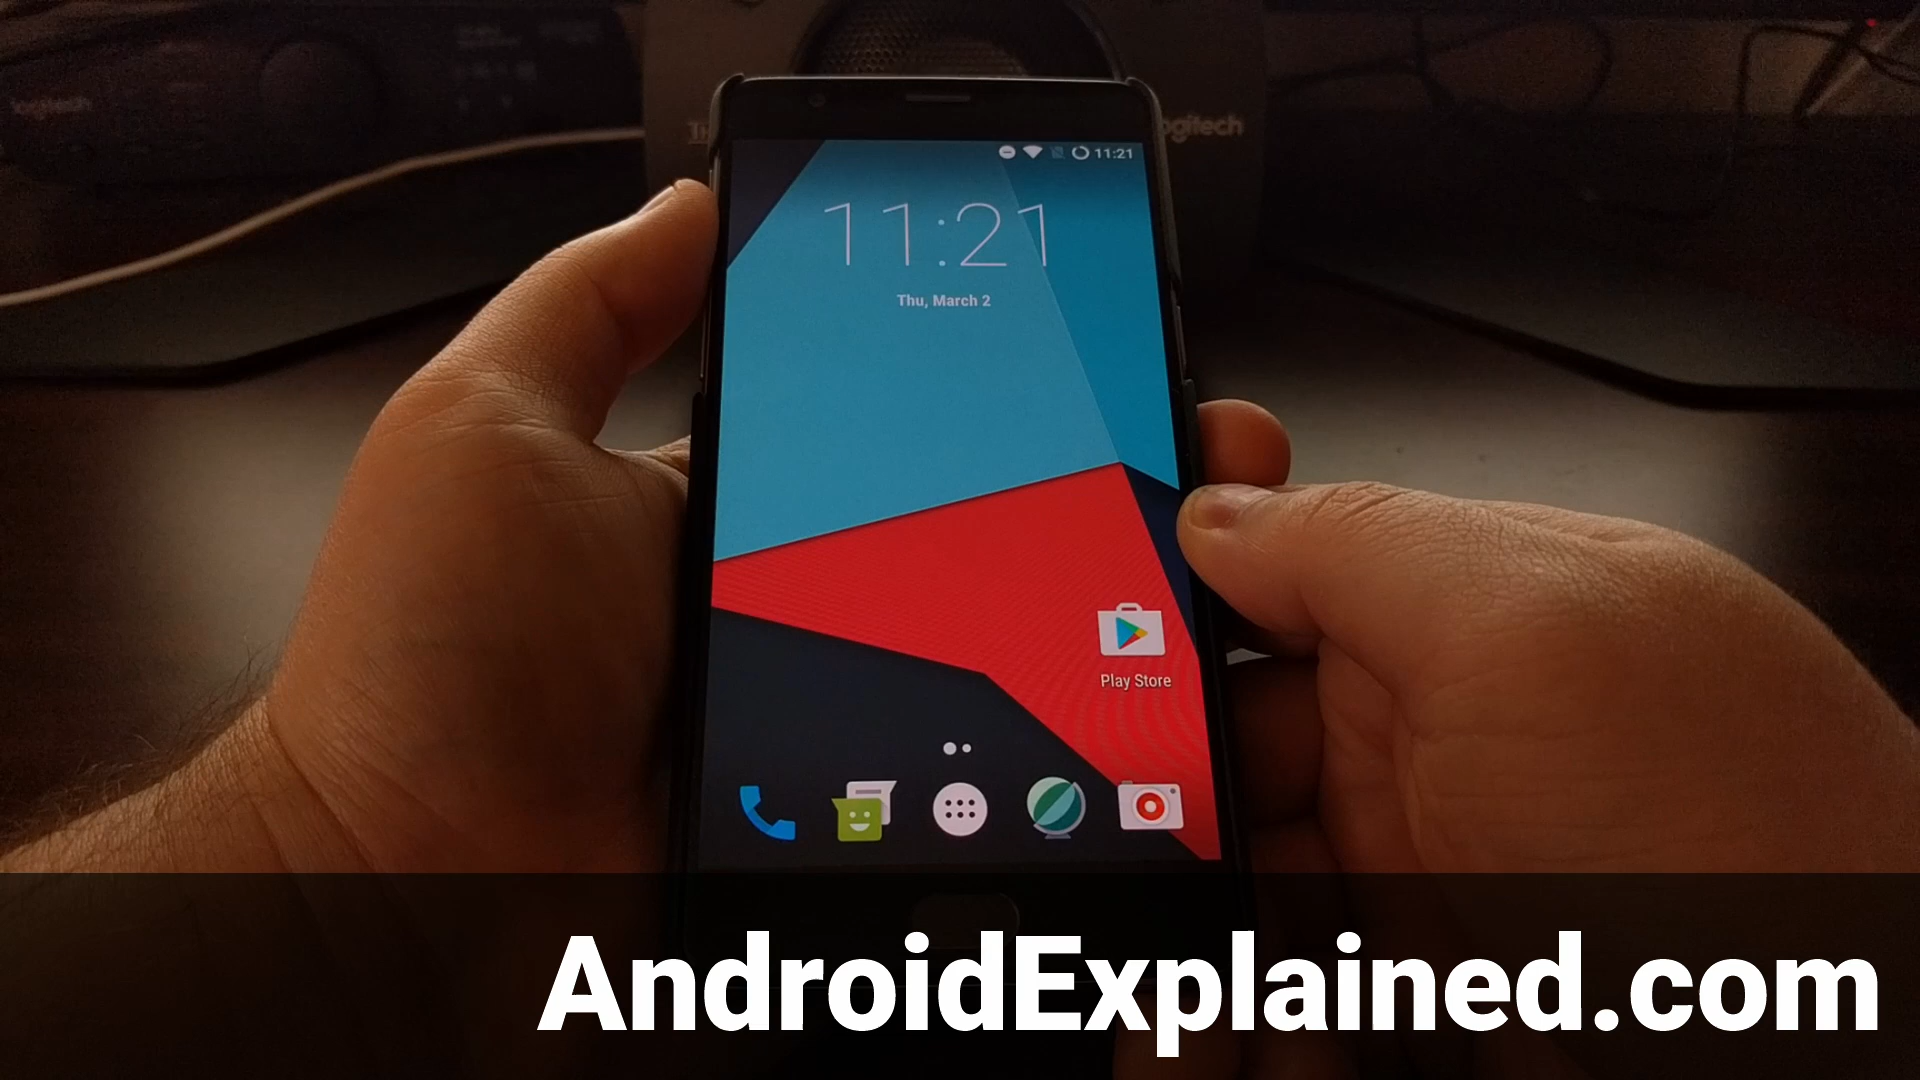 11:21
11:21
Thu, March 2
Play Store
AndroidExplained.com